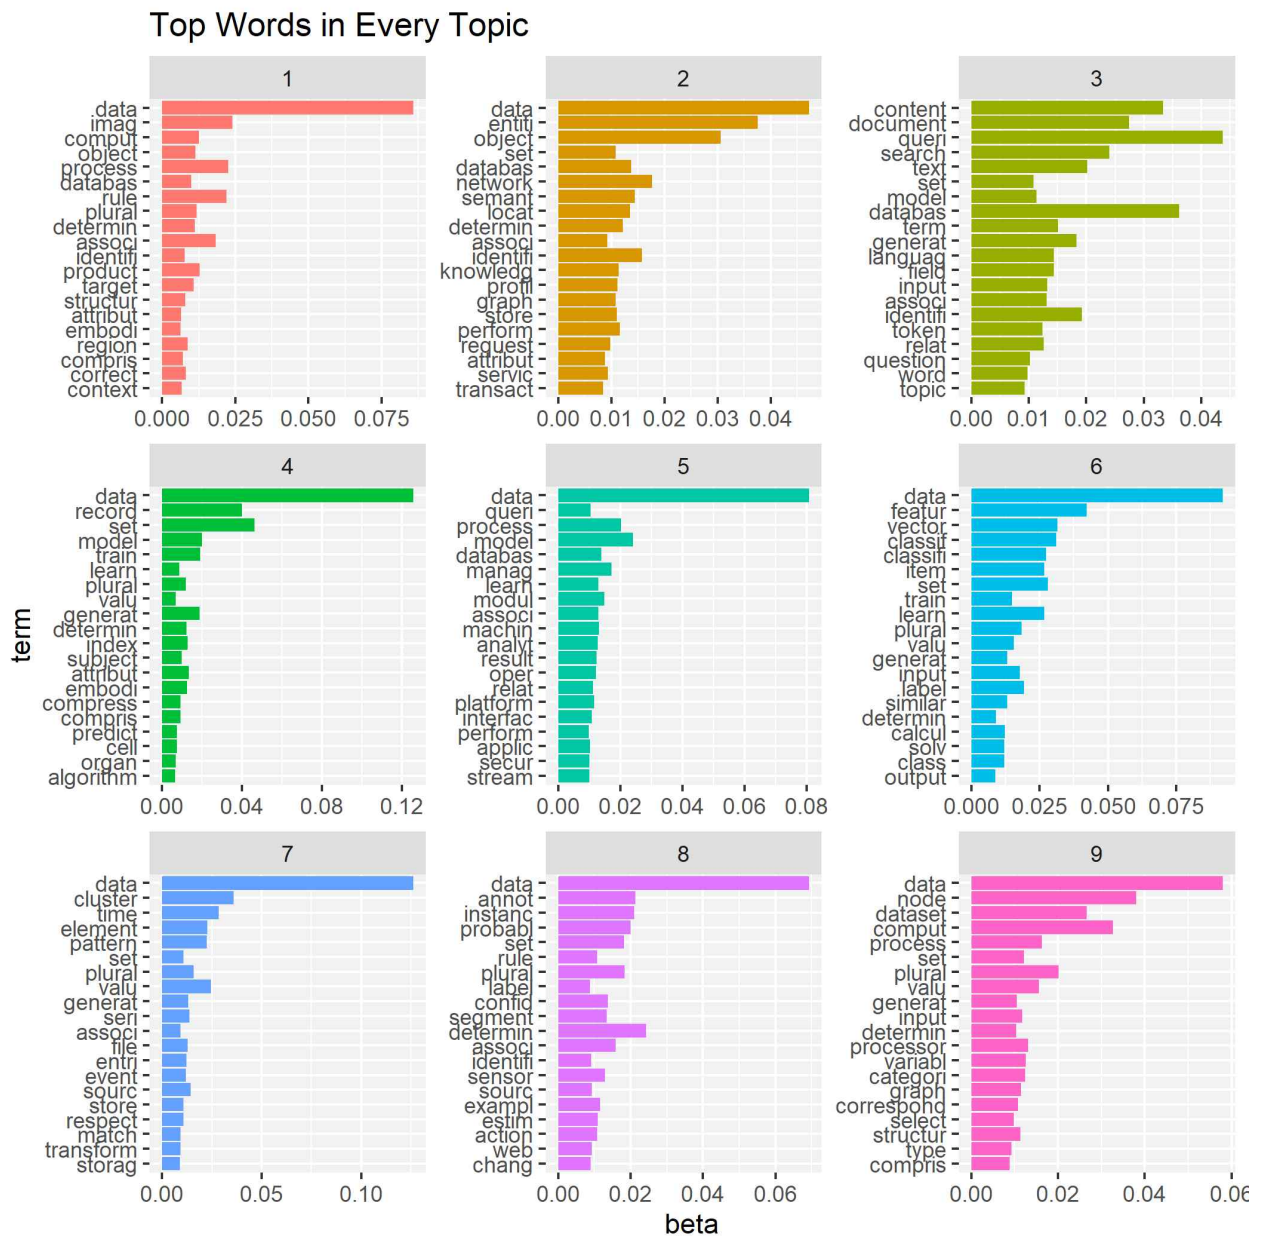 Top Words in Every Topic
1
data
imag
comput
object
process
databas
rule
plural
determin
associ
identifi
product
target
structur
attribut
embodi
region
compris
correct
context
0.000 0.025 0.050 0.075
2
data
entiti
object
set
databas
network
semant
locat
determin
associ
identifi
knowledg
profil
graph
store
perform
request
attribut
servic
transact
0.00 0.01 0.02 0.03 0.04
3
content
document
queri
search
text
set
model
databas
term
generat
languag
field
input
associ
identifi
token
relat
question
word
topic
0.00 0.01 0.02 0.03 0.04
term
4
data
record
set
model
train
learn
plural
valu
generat
determin
index
subject
attribut
embodi
compress
compris
predict
cell
organ
algorithm
0.00 0.04 0.08 0.12
5
data
queri
process
model
databas
manag
learn
modul
associ
machin
analyt
result
oper
relat
platform
interfac
perform
applic
secur
stream
0.00 0.02 0.04 0.06 0.08
6
data
featur
vector
classif
classifi
item
set
train
learn
plural
valu
generat
input
label
similar
determin
calcul
solv
class
output
0.000 0.025 0.050 0.075
7
data
cluster
time
element
pattern
set
plural
valu
generat
seri
associ
file
entri
event
sourc
store
respect
match
transform
storag
0.00 0.05 0.10
8
data
annot
instanc
probabl
set
rule
plural
label
confid
segment
determin
associ
identifi
sensor
sourc
exampl
estim
action
web
chang
0.00 0.02 0.04 0.06
9
data
node
dataset
comput
process
set
plural
valu
generat
input
determin
processor
variabl
categori
graph
correspond
select
structur
type
compris
0.00 0.02 0.04 0.06
beta